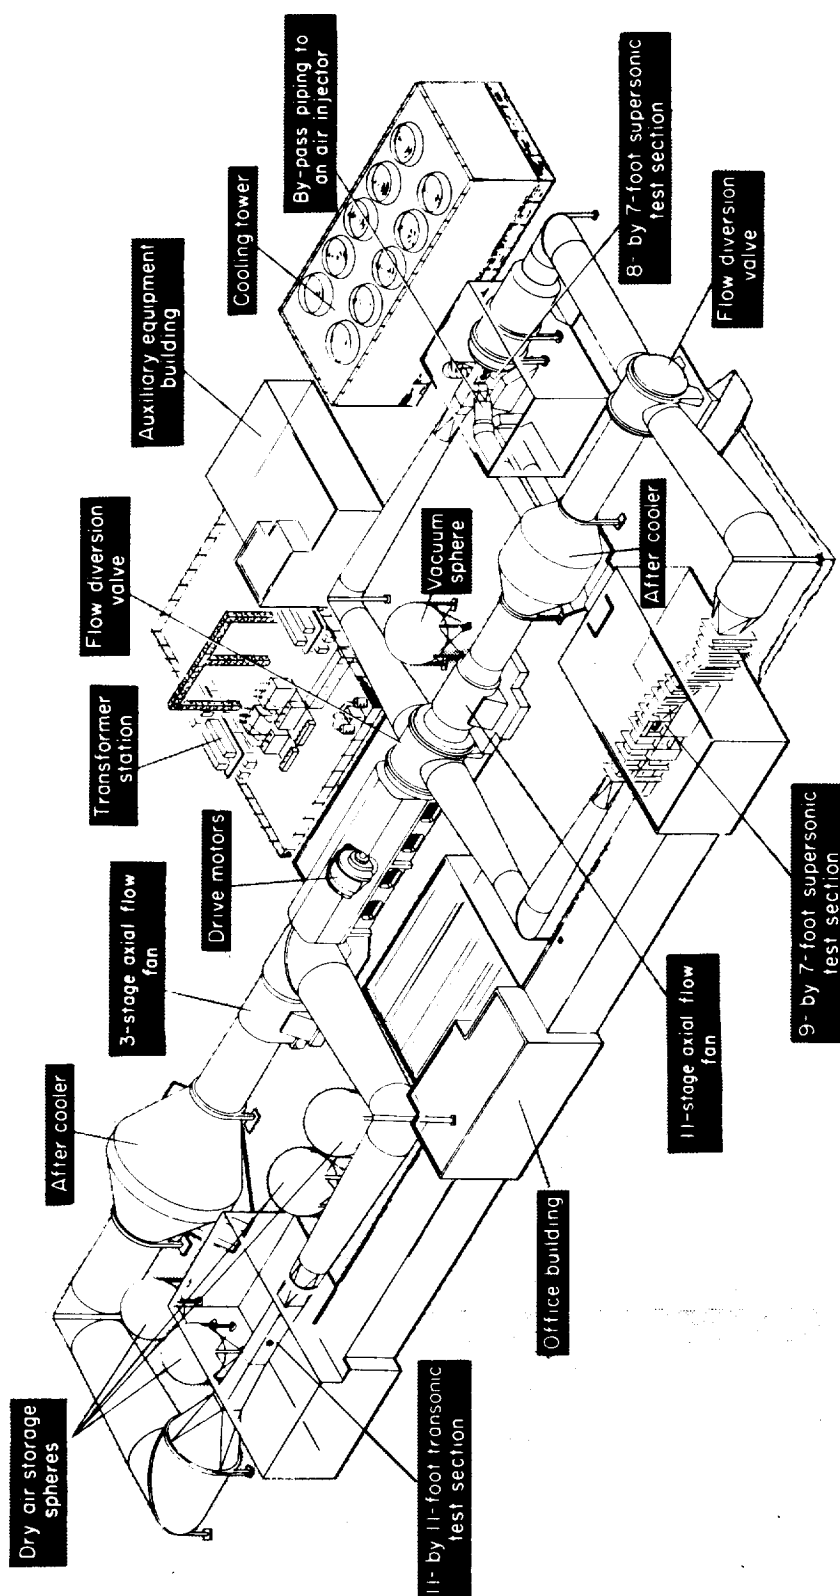 Dry air storage
spheres
After cooler
3-stage axial flow
fan
Drive motors
Transformer
station
Flow diversion
valve
Auxiliary equipment
building
Cooling tower
By-pass piping to
an air injector
Vacuum
sphere
11- by 11-foot transonic
test section
Office building
11-stage axial flow
fan
9- by 7-foot supersonic
test section
After cooler
Flow diversion
valve
8- by 7-foot supersonic
test section